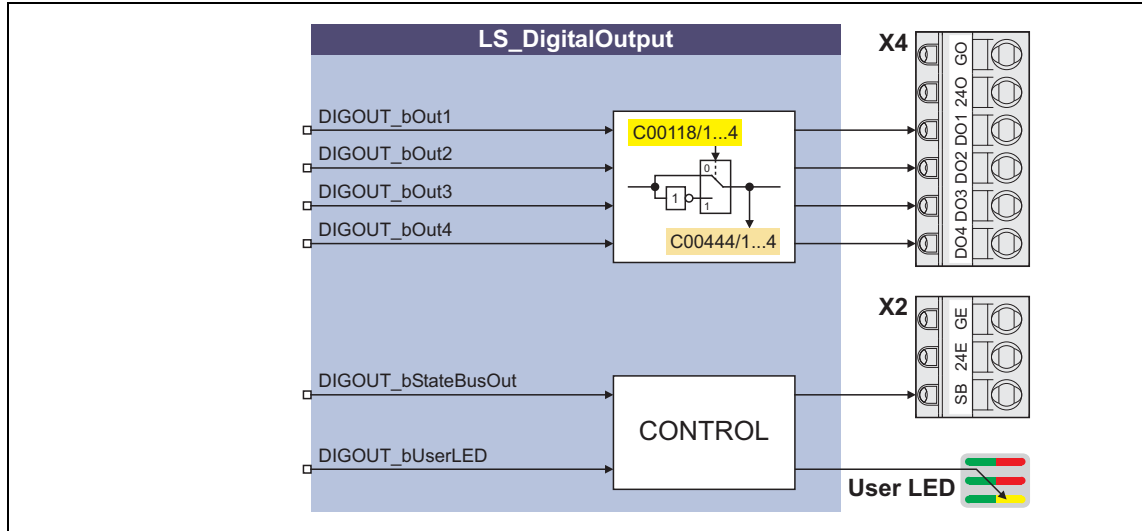 LS_DigitalOutput
X4
GO
24O
DO1
DO2
DO3
DO4
DIGOUT_bOut1
DIGOUT_bOut2
DIGOUT_bOut3
DIGOUT_bOut4
C00118/1...4
0
1
1
C00444/1...4
X2
GE
24E
SB
DIGOUT_bStateBusOut
DIGOUT_bUserLED
CONTROL
User LED